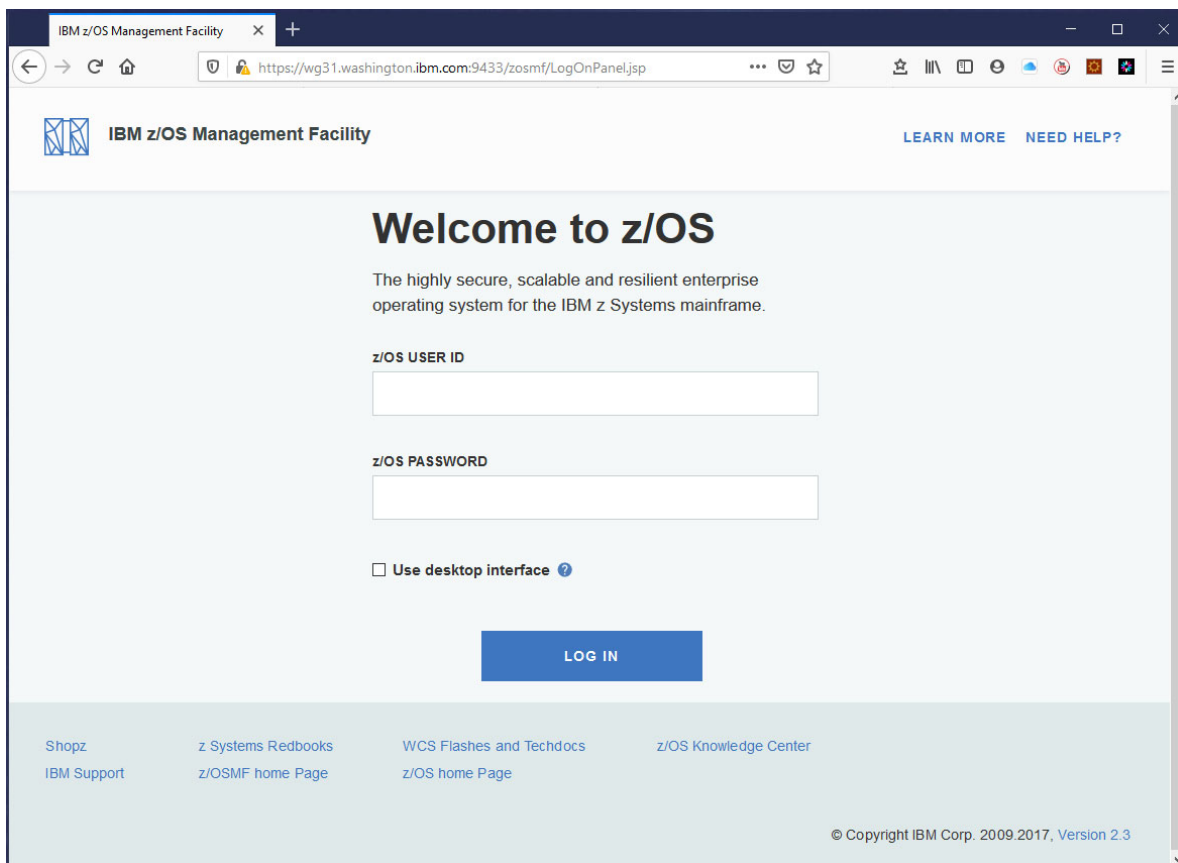 IBM z/OS Management Facility
https://wg31.washington.ibm.com:9433/zosmf/LogOnPanel.jsp
IBM z/OS Management Facility
LEARN MORE NEED HELP?
Welcome to z/OS
The highly secure, scalable and resilient enterprise
operating system for the IBM z Systems mainframe.
z/OS USER ID
z/OS PASSWORD
Use desktop interface ?
LOG IN
Shopz z Systems Redbooks WCS Flashes and Techdocs z/OS Knowledge Center
IBM Support z/OSMF home Page z/OS home Page
© Copyright IBM Corp. 2009.2017, Version 2.3